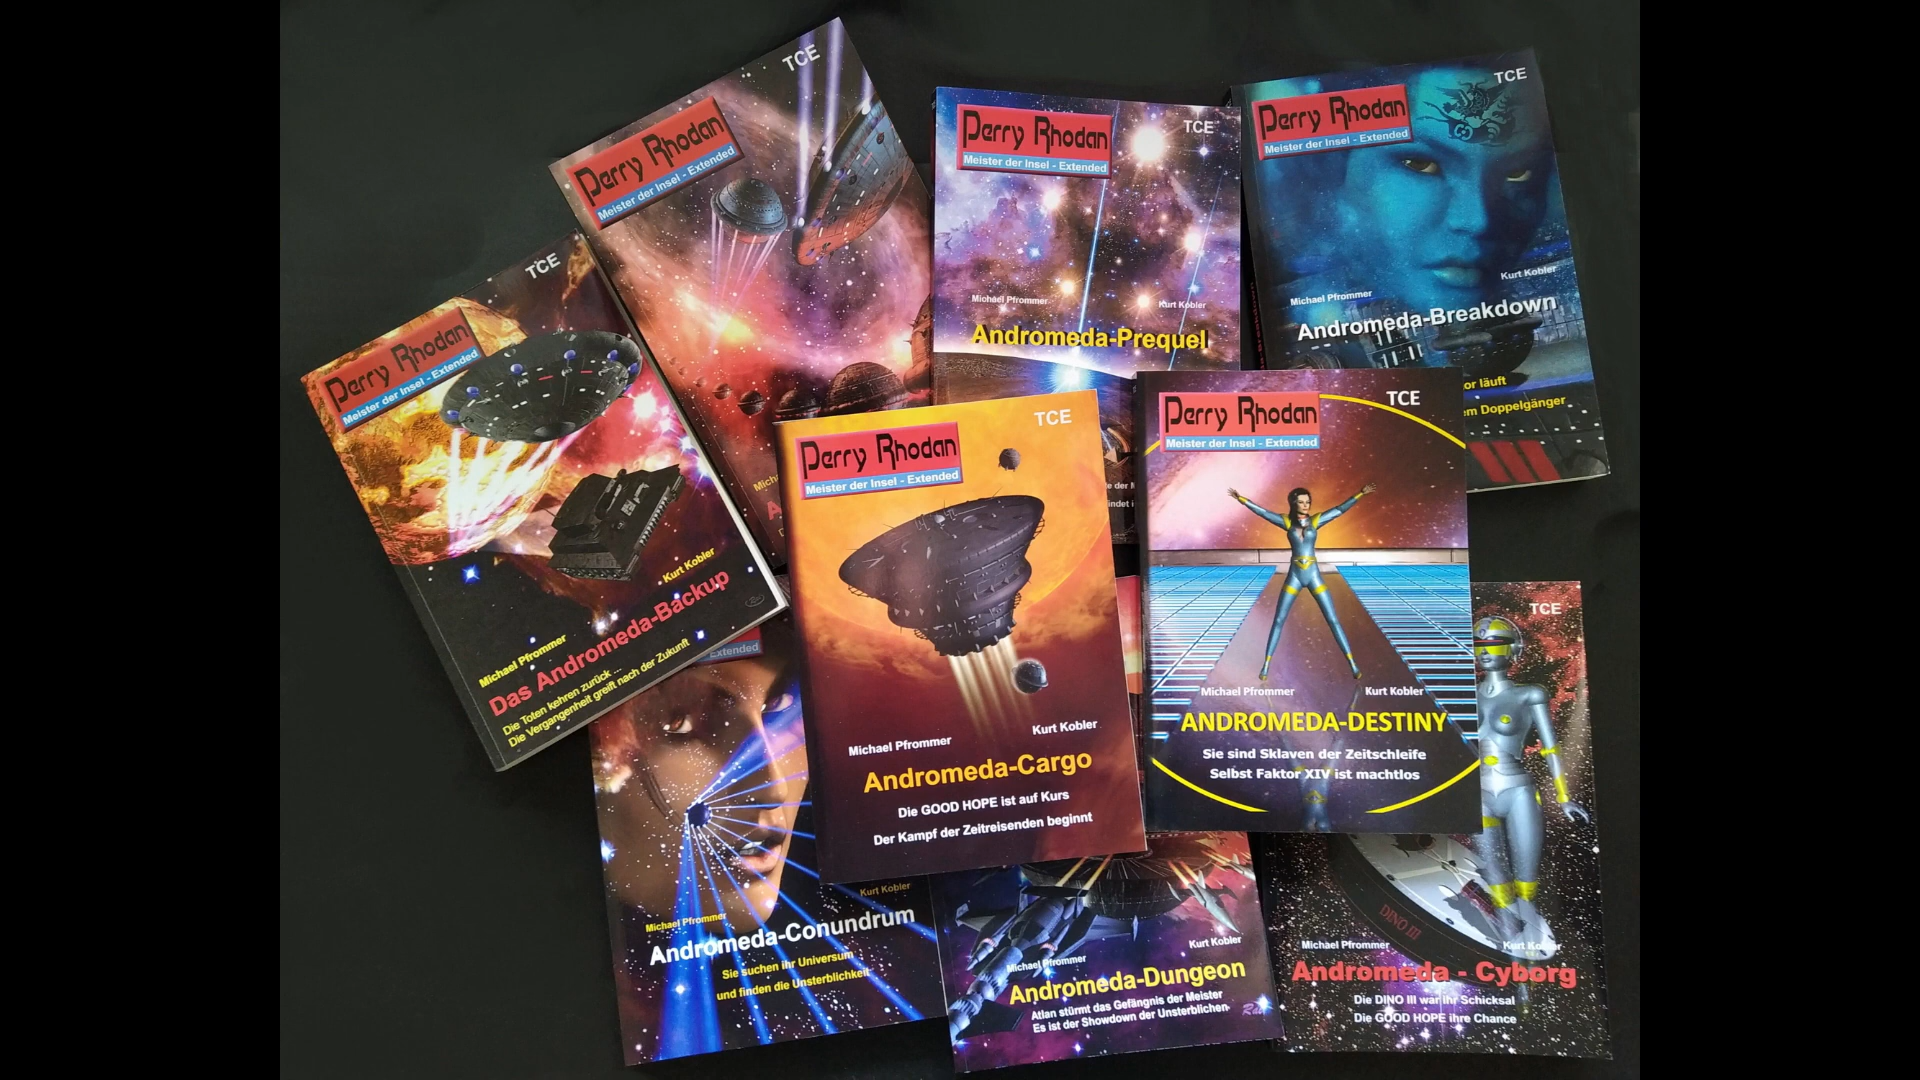 TCE
Perry Rhodan
Meister der Insel - Extended
TCE
Perry Rhodan
Meister der Insel - Extended
Michael Pfrommer
Kurt Kobler
Andromeda-Prequel
TCE
Perry Rhodan
Meister der Insel - Extended
Kurt Kobler
Michael Pfrommer
Andromeda-Breakdown
läuft
Doppelgänger
TCE
Perry Rhodan
Meister der Insel - Extended
Kurt Kobler
Michael Pfrommer
Das Andromeda-Backup
Die Toten kehren zurück ...
Die Vergangenheit greift nach der Zukunft
TCE
Perry Rhodan
Meister der Insel - Extended
Kurt Kobler
Michael Pfrommer
Andromeda-Cargo
Die GOOD HOPE ist auf Kurs
Der Kampf der Zeitreisenden beginnt
TCE
Perry Rhodan
Meister der Insel - Extended
Michael Pfrommer
Kurt Kobler
ANDROMEDA-DESTINY
Sie sind Sklaven der Zeitschleife
Selbst Faktor XIV ist machtlos
Extended
Kurt Kobler
Michael Pfrommer
Andromeda-Conundrum
Sie suchen ihr Universum
und finden die Unsterblichkeit
Kurt Kobler
Michael Pfrommer
Andromeda-Dungeon
Atlan stürmt das Gefängnis der Meister
Es ist der Showdown der Unsterblichen
TCE
DINO III
Michael Pfrommer
Kurt Kobler
Andromeda - Cyborg
Die DINO III war ihr Schicksal
Die GOOD HOPE ihre Chance